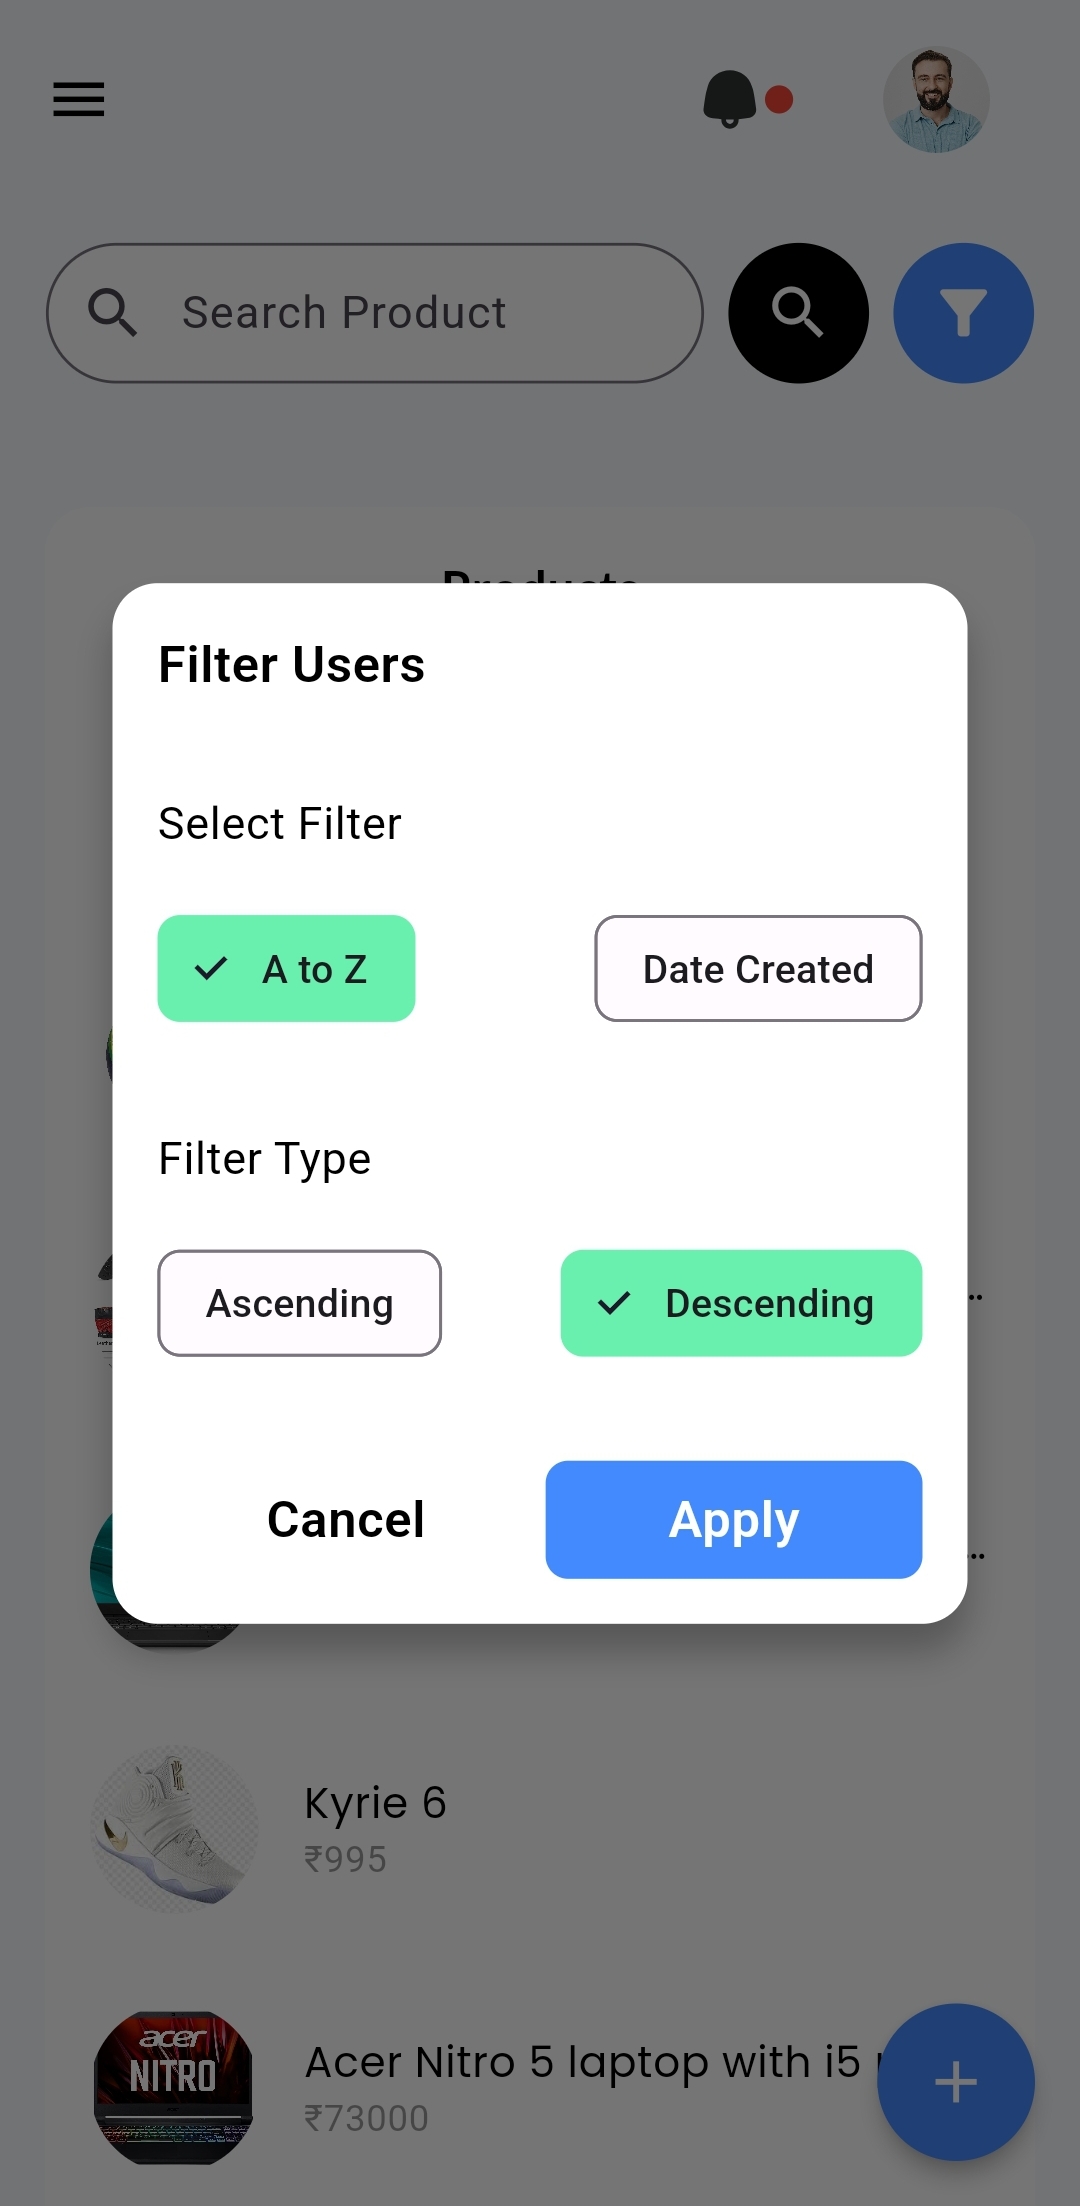 Search Product
Products
Filter Users
Select Filter
A to Z
Date Created
Filter Type
Ascending
Descending
Cancel
Apply
Kyrie 6
₹995
acer
NITRO
Acer Nitro 5 laptop with i5
₹73000